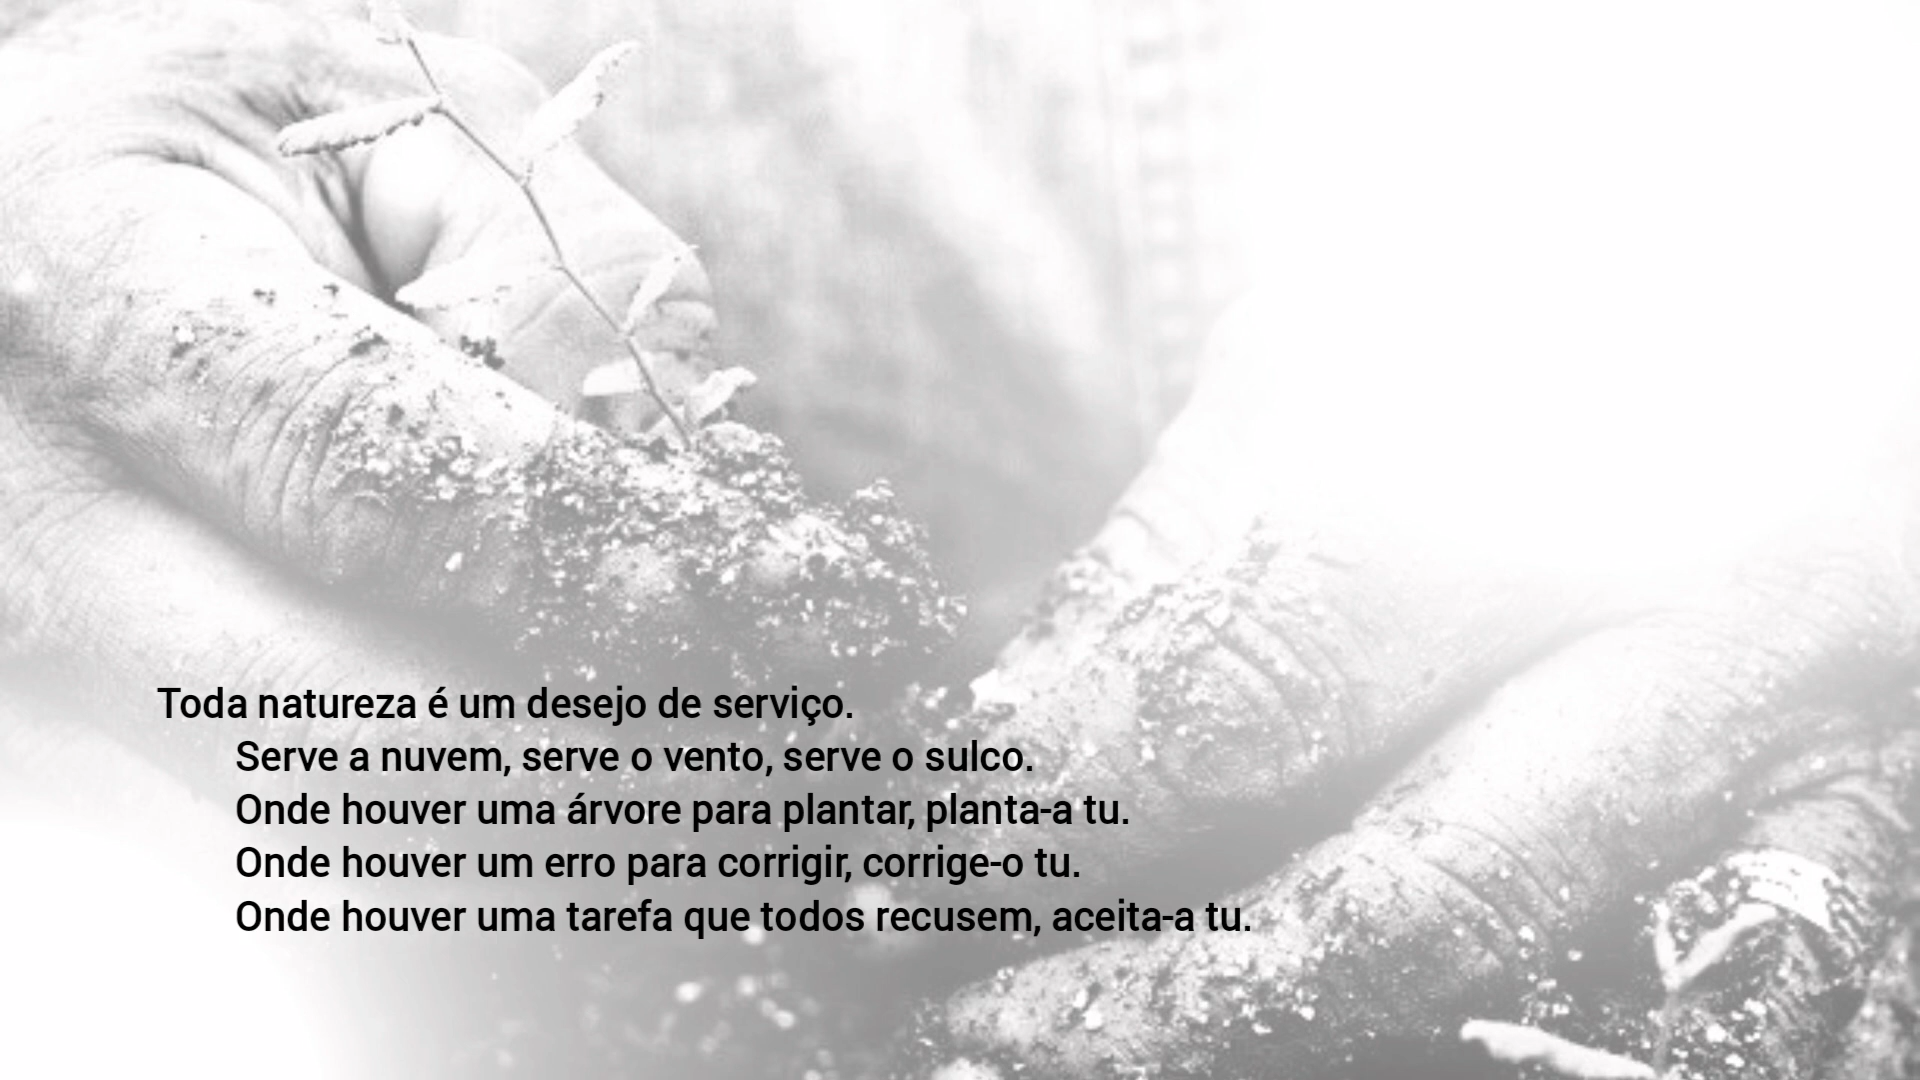 Toda natureza é um desejo de serviço.
Serve a nuvem, serve o vento, serve o sulco.
Onde houver uma árvore para plantar, planta-a tu.
Onde houver um erro para corrigir, corrige-o tu.
Onde houver uma tarefa que todos recusem, aceita-a tu.